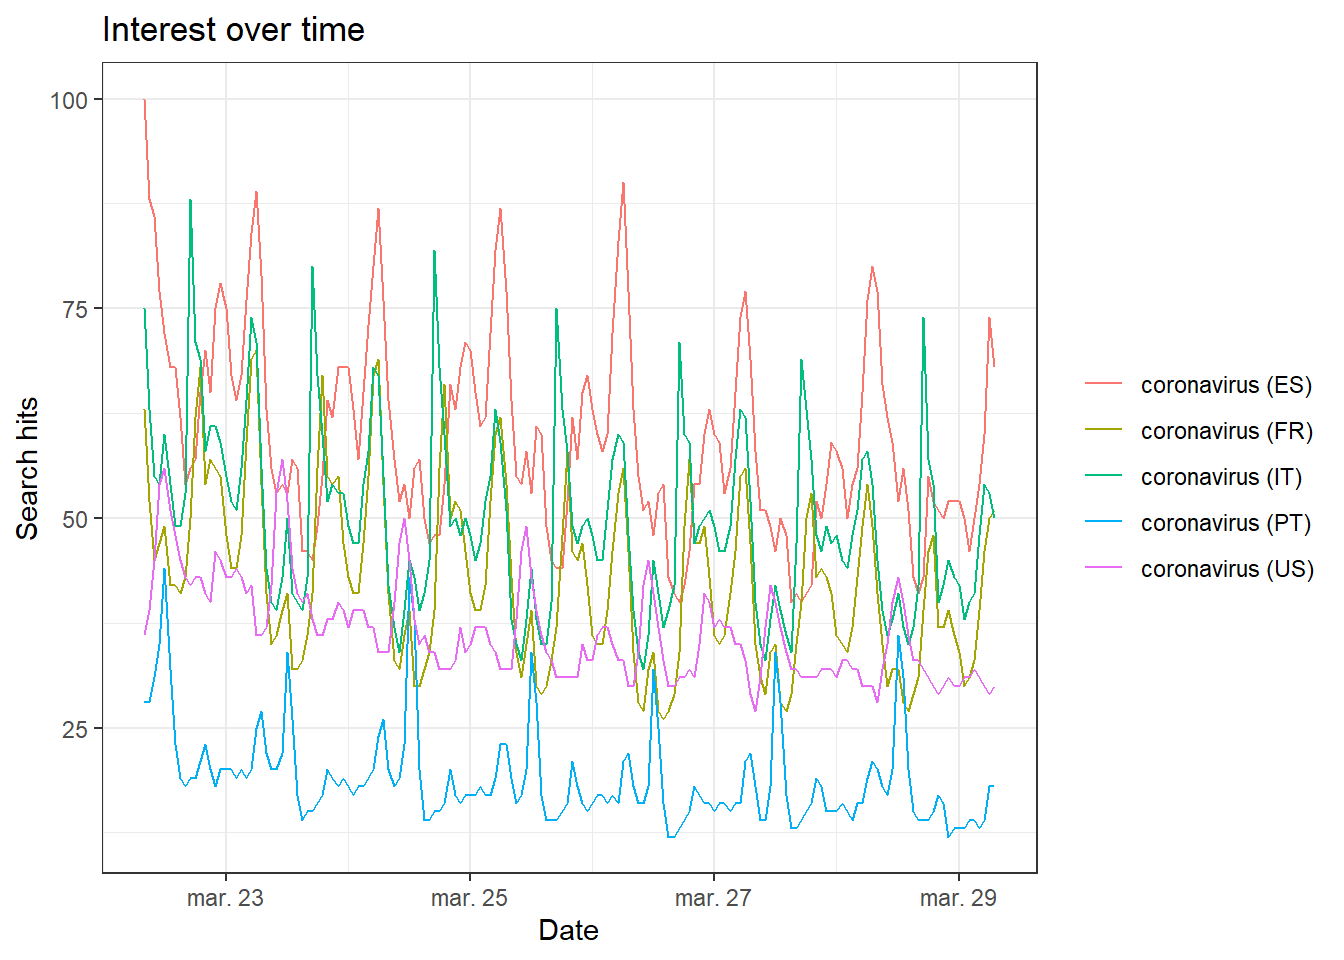 Interest over time
100
75
50
25
Search hits
mar. 23
mar. 25
mar. 27
mar. 29
Date
coronavirus (ES)
coronavirus (FR)
coronavirus (IT)
coronavirus (PT)
coronavirus (US)